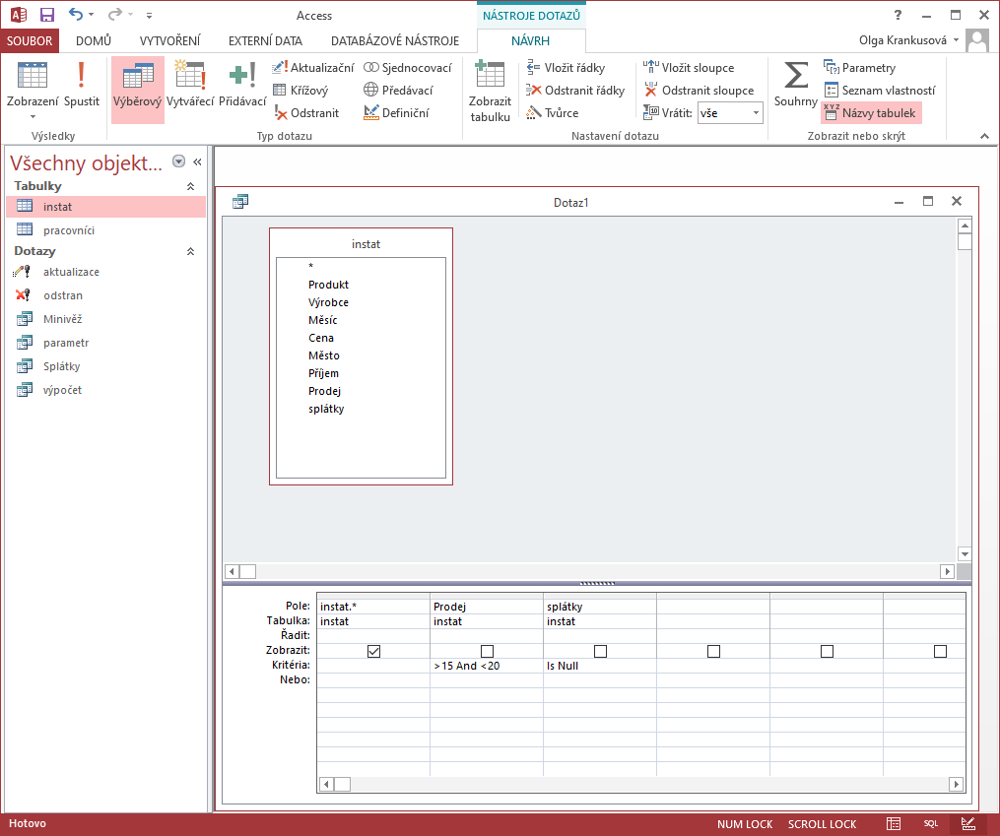 Access
NÁSTROJE DOTAZŮ
?
SOUBOR DOMŮ VYTVOŘENÍ EXTERNÍ DATA DATABÁZOVÉ NÁSTROJE NÁVRH Olga Krankusová
Zobrazení Spustit
Výsledky
Výběrový Vytvářecí Přidávací
Aktualizační
Křížový
Odstranit
Sjednocovací
Předávací
Definiční
Typ dotazu
Zobrazit
tabulku
Vložit řádky
Odstranit řádky
Tvůrce
Vložit sloupce
Odstranit sloupce
Vrátit: vše
Nastavení dotazu
Souhrny
Parametry
Seznam vlastností
XYZ Názvy tabulek
Zobrazit nebo skrýt
Všechny objekt... «
Tabulky
instat
pracovníci
Dotazy
aktualizace
odstran
Minivěž
parametr
Splátky
výpočet
Dotaz1
instat
*
Produkt
Výrobce
Měsíc
Cena
Město
Příjem
Prodej
splátky
Pole: instat.* Prodej splátky
Tabulka: instat instat instat
Řadit:
Zobrazit:
Kritéria: >15 And <20 Is Null
Nebo:
Hotovo NUM LOCK SCROLL LOCK SQL